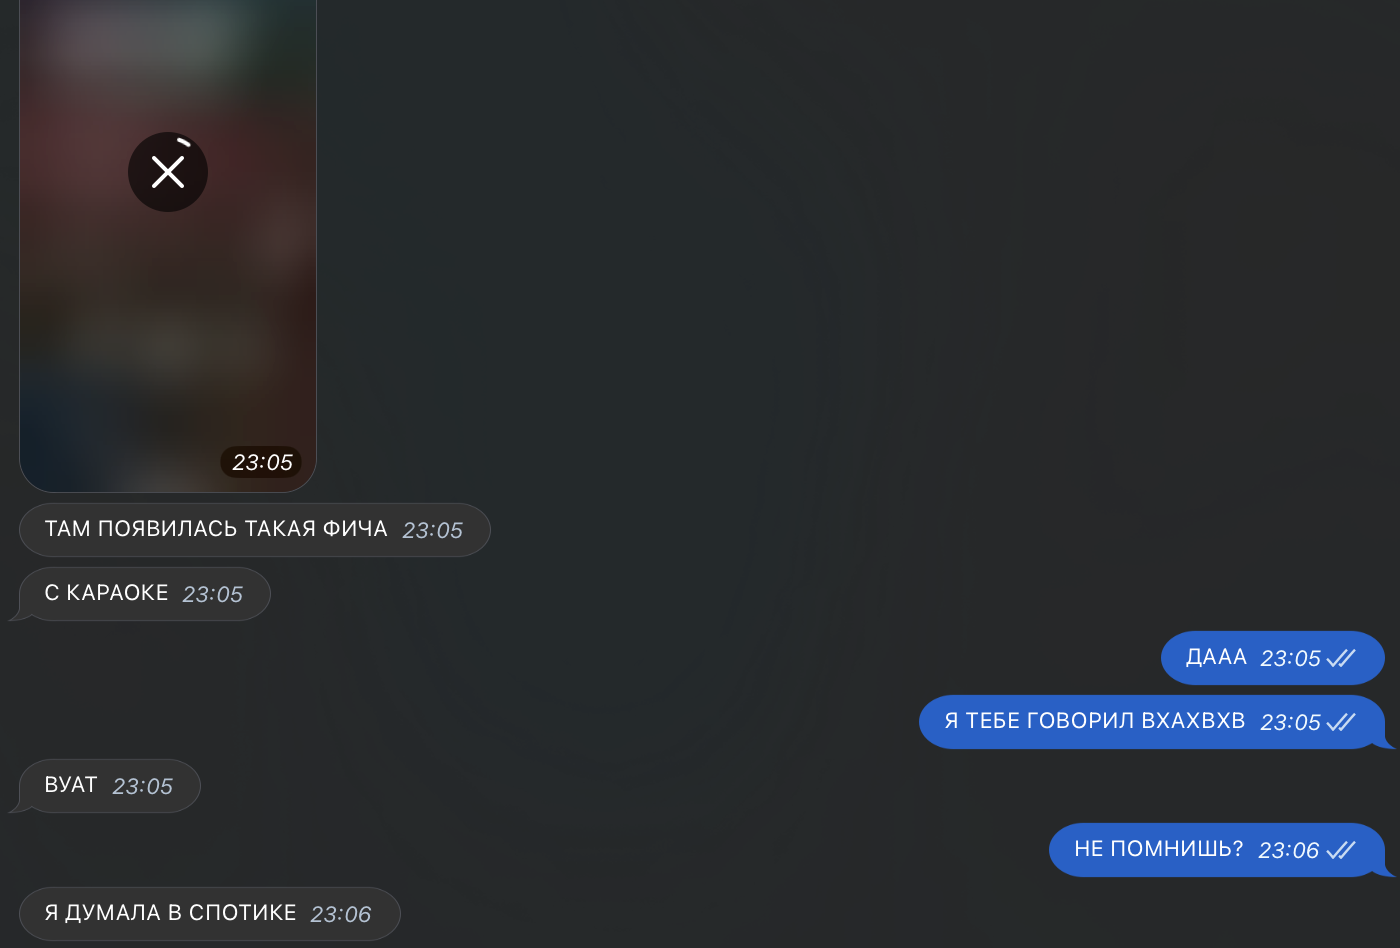 23:05
ТАМ ПОЯВИЛАСЬ ТАКАЯ ФИЧА 23:05
С КАРАОКЕ 23:05
ДААА 23:05
Я ТЕБЕ ГОВОРИЛ ВХАХВХВ 23:05
ВУАТ 23:05
НЕ ПОМНИШЬ? 23:06
Я ДУМАЛА В СПОТИКЕ 23:06